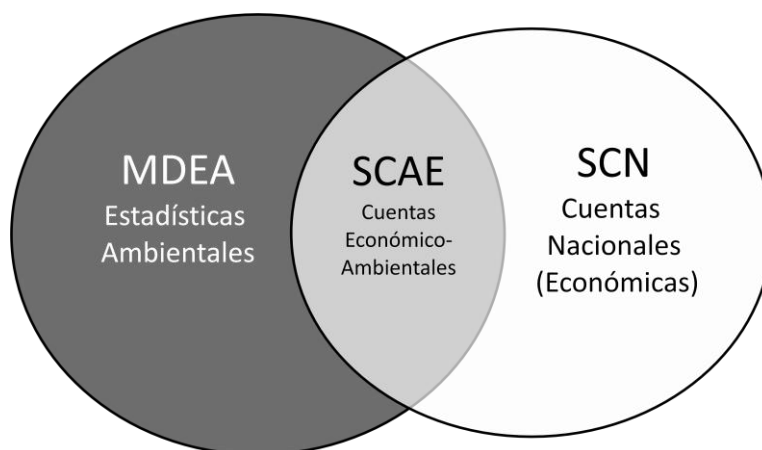 MDEA
Estadísticas
Ambientales
SCAE
Cuentas
Económico-
Ambientales
SCN
Cuentas
Nacionales
(Económicas)